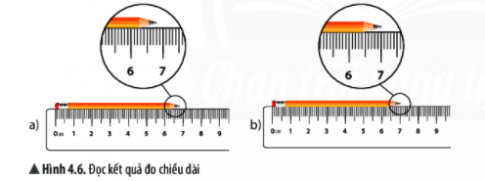 6 7
6 7
a)
0cm 1 2 3 4 5 6 7 8 9
b)
0cm 1 2 3 4 5 6 7 8 9
▲ Hình 4.6. Đọc kết quả đo chiều dài